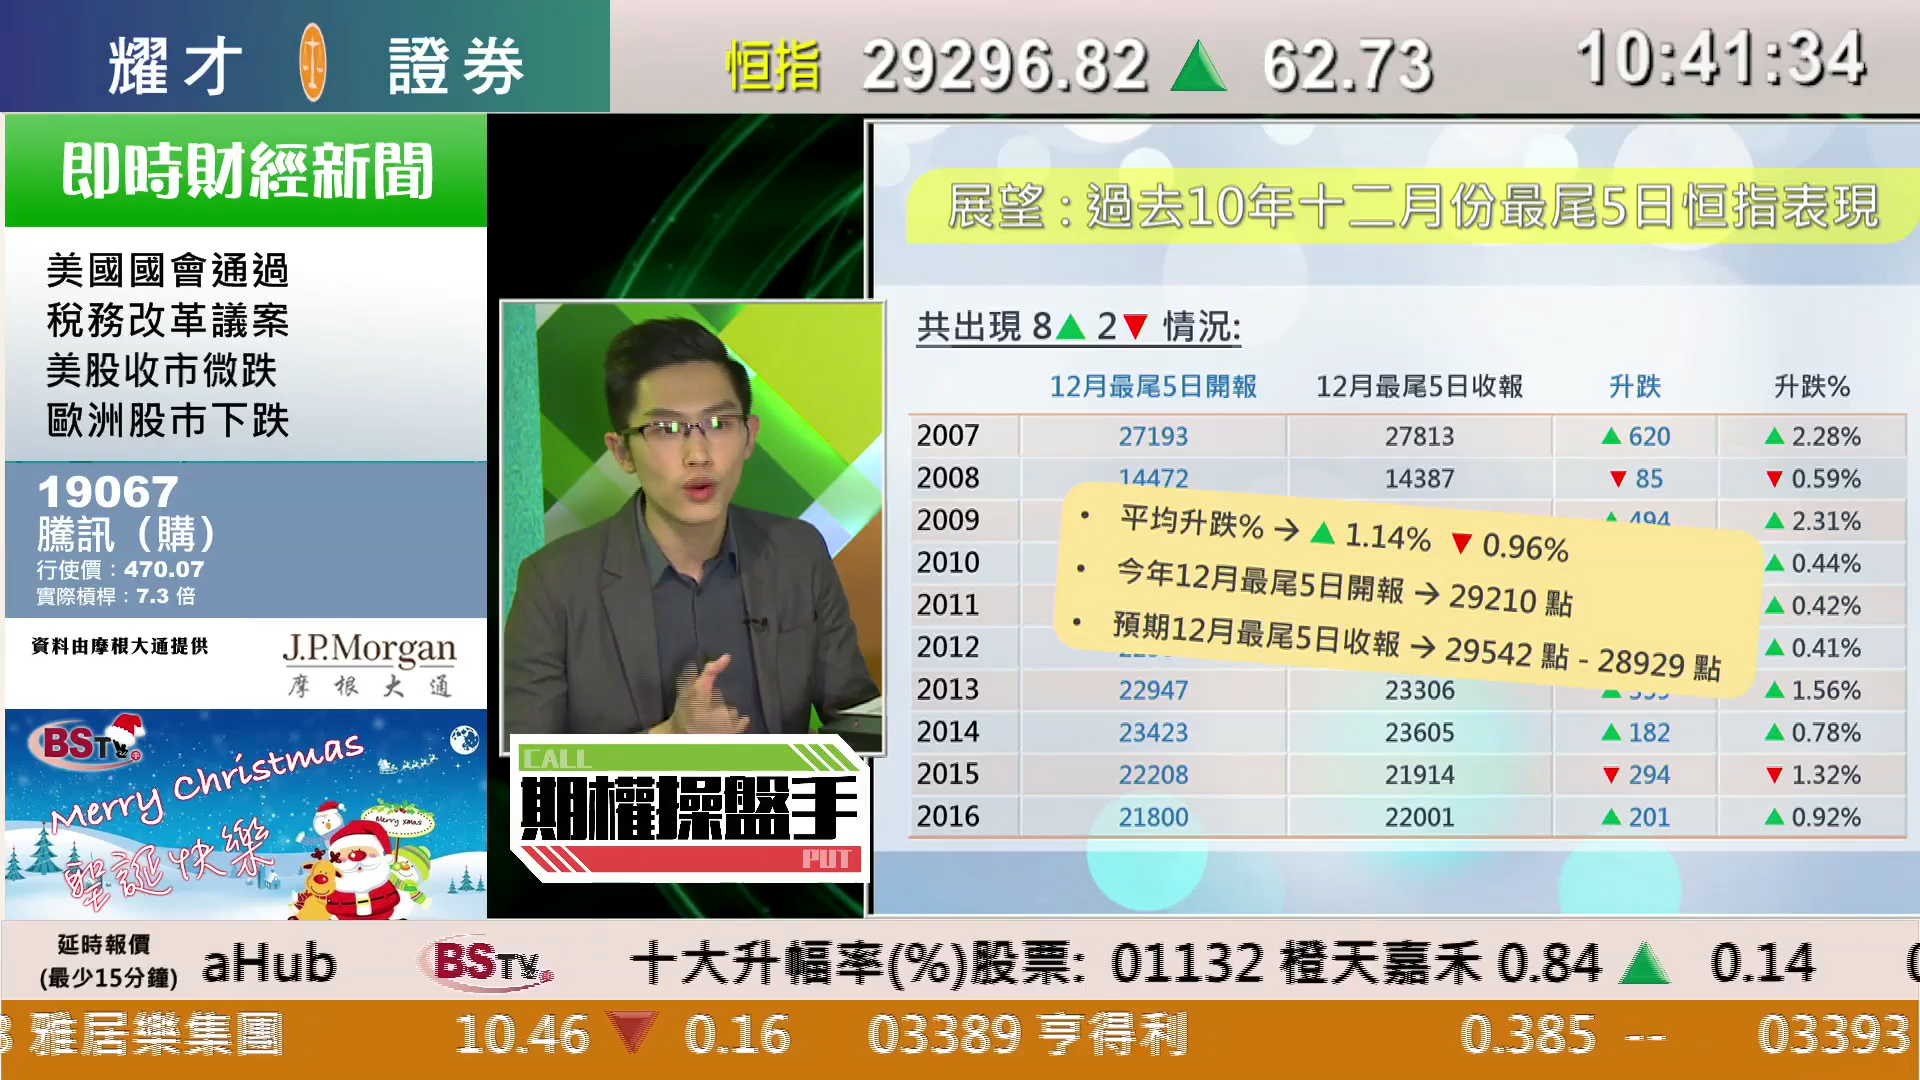 耀才 證券
恒指 29296.82 ▲ 62.73
10:41:34
即時財經新聞
美國國會通過
稅務改革議案
美股收市微跌
歐洲股市下跌
19067
騰訊（購）
行使價：470.07
實際槓桿：7.3 倍
資料由摩根大通提供
J.P.Morgan
摩根大通
BSTV
Merry Christmas
聖誕快樂
Merry Xmas
CALL
期權操盤手
PUT
展望：過去10年十二月份最尾5日恒指表現
共出現 8▲ 2▼ 情況:
12月最尾5日開報 12月最尾5日收報 升跌 升跌%
2007 27193 27813 ▲ 620 ▲ 2.28%
2008 14472 14387 ▼ 85 ▼ 0.59%
2009 ▲ 494 ▲ 2.31%
2010 ▲ 0.44%
2011 ▲ 0.42%
2012 ▲ 0.41%
2013 22947 23306 ▲ 1.56%
2014 23423 23605 ▲ 182 ▲ 0.78%
2015 22208 21914 ▼ 294 ▼ 1.32%
2016 21800 22001 ▲ 201 ▲ 0.92%
• 平均升跌% → ▲ 1.14% ▼ 0.96%
• 今年12月最尾5日開報 → 29210 點
• 預期12月最尾5日收報 → 29542 點 - 28929 點
延時報價
(最少15分鐘)
aHub BSTV 十大升幅率(%)股票: 01132 橙天嘉禾 0.84 ▲ 0.14
雅居樂集團 10.46 ▼ 0.16 03389 亨得利 0.385 -- 03393